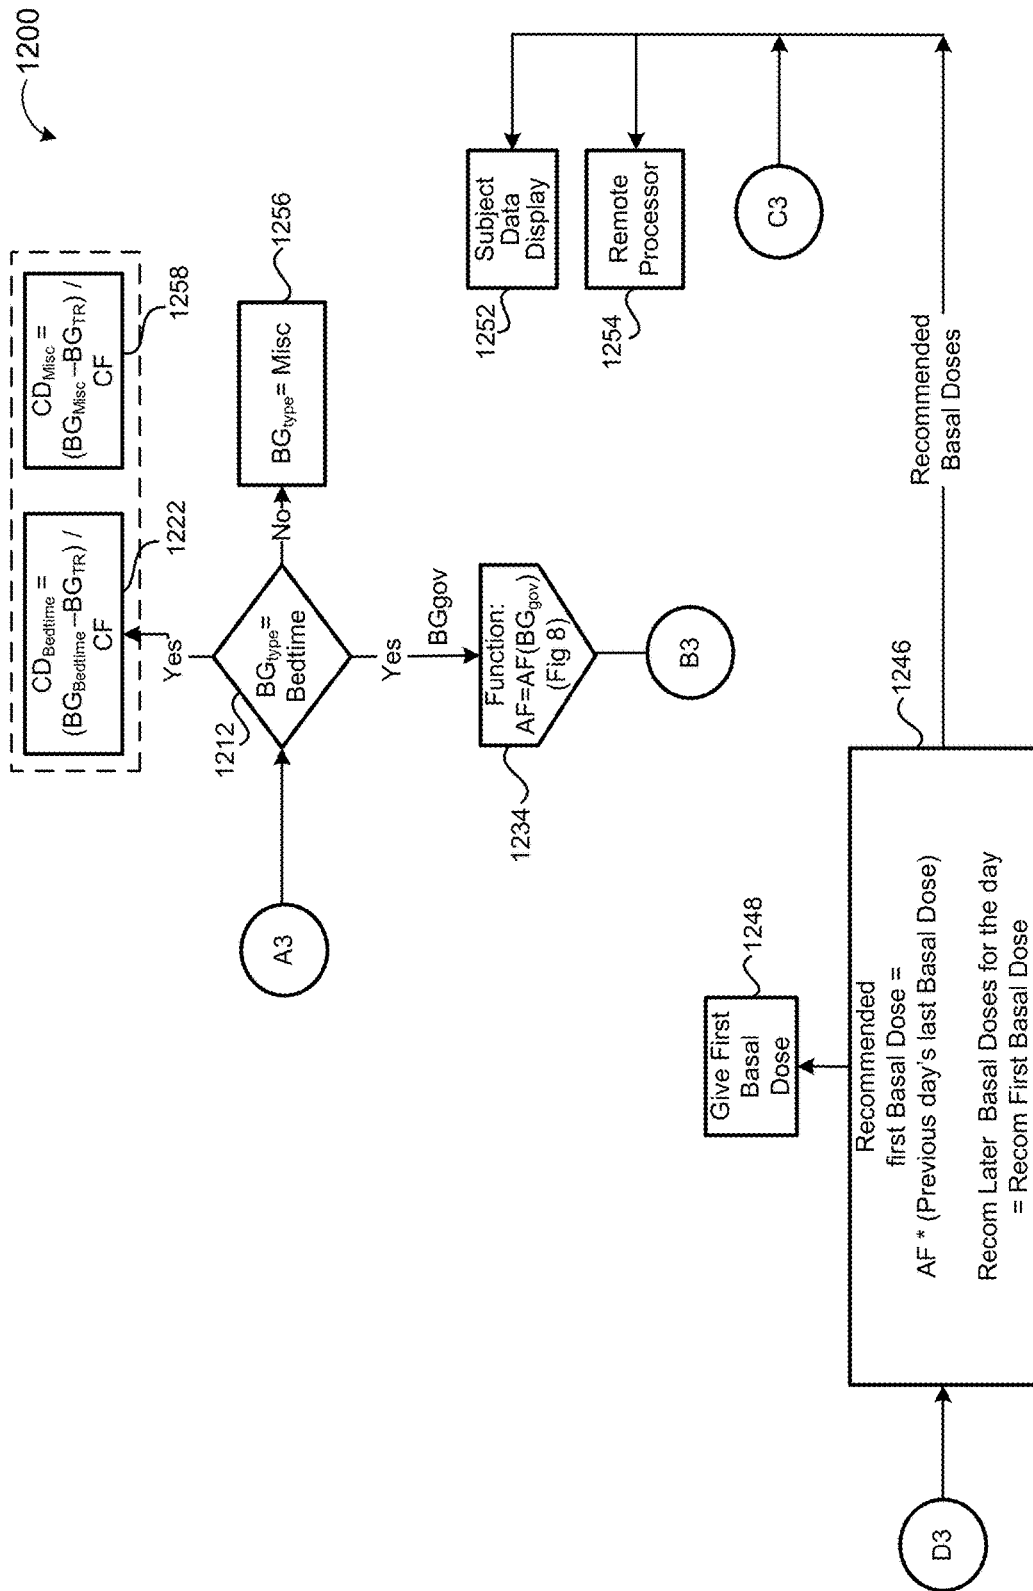 1200
CD_Bedtime =
(BG_Bedtime –BG_TR) /
CF
1222
CD_Misc =
(BG_Misc –BG_TR) /
CF
1258
A3
Yes
BG_type=
Bedtime
1212
No
BG_type= Misc
1256
Yes
BGgov
Function:
AF=AF(BG_gov)
(Fig 8)
1234
B3
Subject
Data
Display
1252
Remote
Processor
1254
C3
Give First
Basal
Dose
1248
Recommended
first Basal Dose =
AF * (Previous day's last Basal Dose)
Recom Later Basal Doses for the day
= Recom First Basal Dose
1246
Recommended
Basal Doses
D3